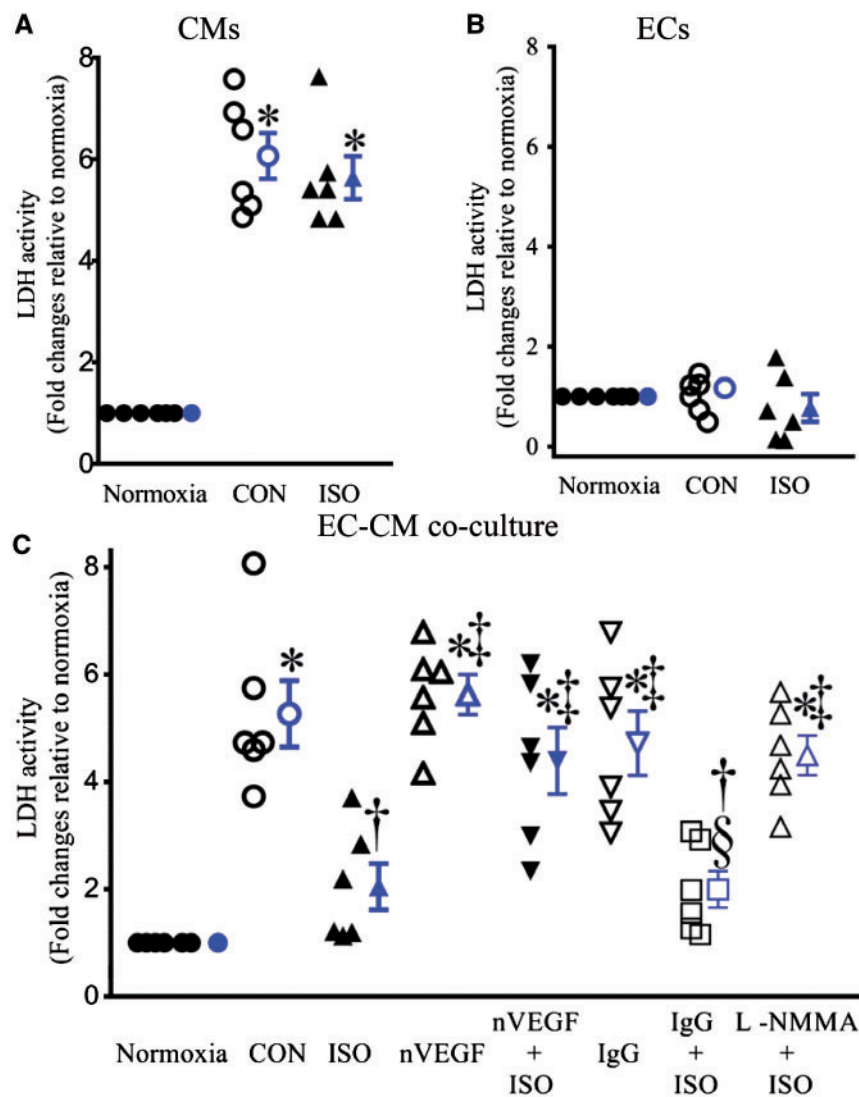 A
CMs
LDH activity
(Fold changes relative to normoxia)
8
6
4
2
0
*
*
Normoxia CON ISO
B
ECs
LDH activity
(Fold changes relative to normoxia)
8
6
4
2
0
Normoxia CON ISO
C
EC-CM co-culture
LDH activity
(Fold changes relative to normoxia)
8
6
4
2
0
*
†
*‡
*‡
*‡
†
§
*‡
Normoxia CON ISO nVEGF
nVEGF
+
ISO
IgG
IgG
+
ISO
L -NMMA
+
ISO